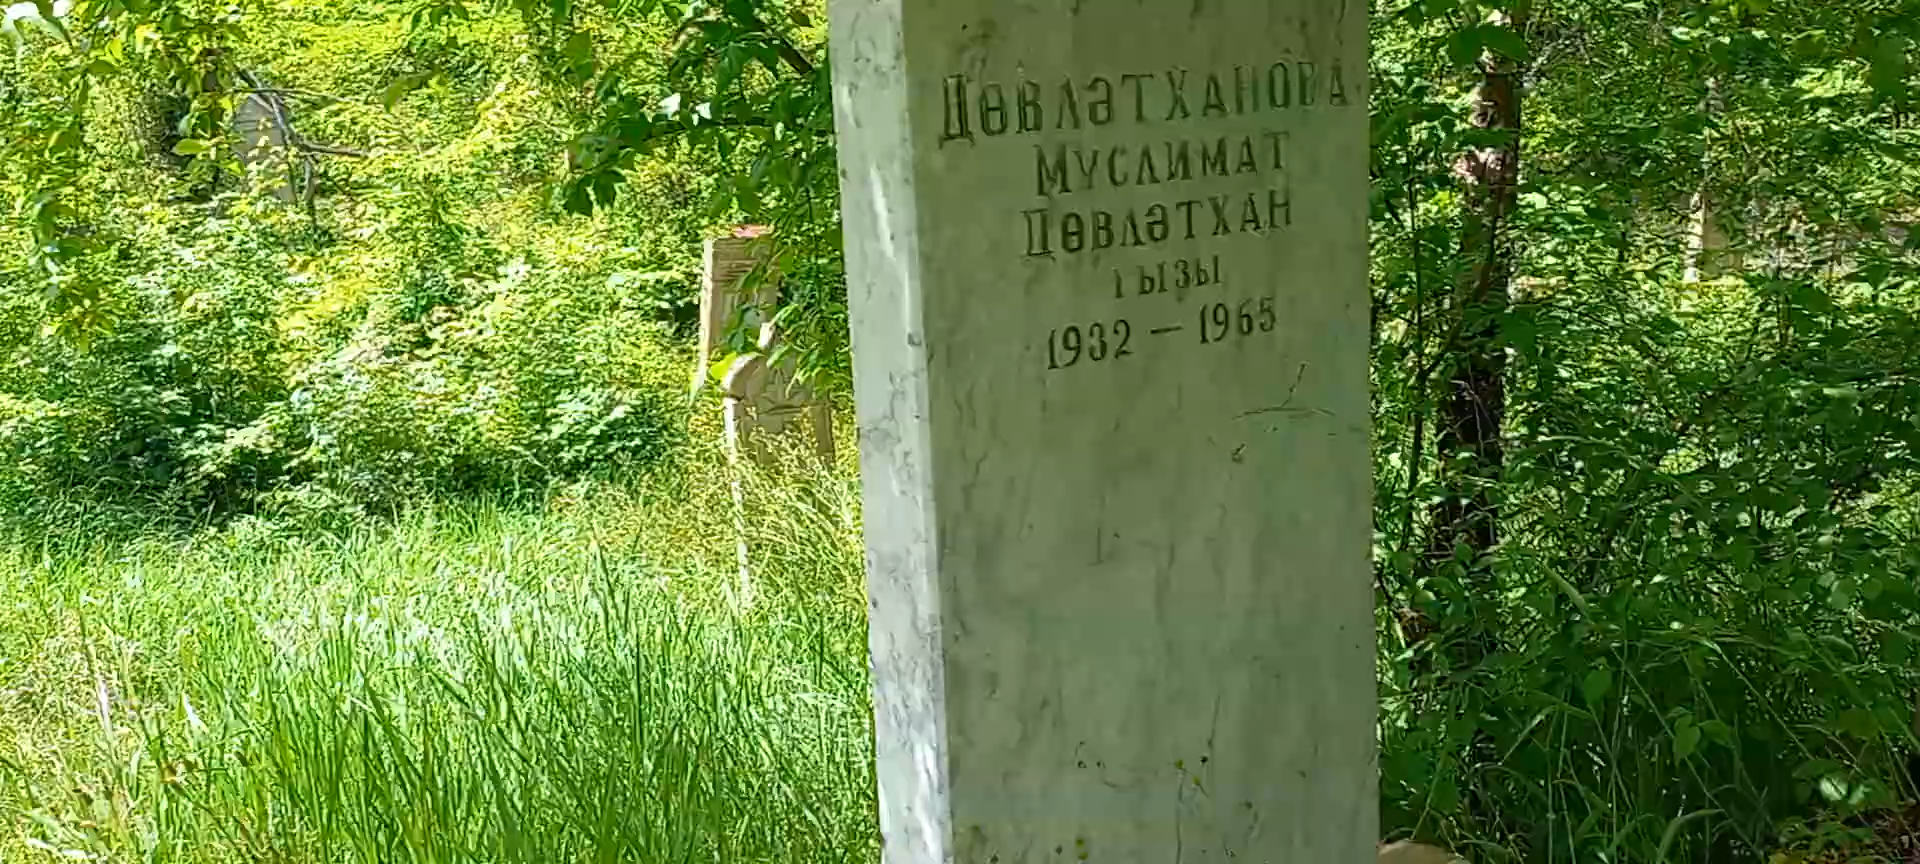 ДӨВЛӘТХАНОВА
МУСЛИМАТ
ДӨВЛӘТХАН
ГЫЗЫ
1932 — 1965